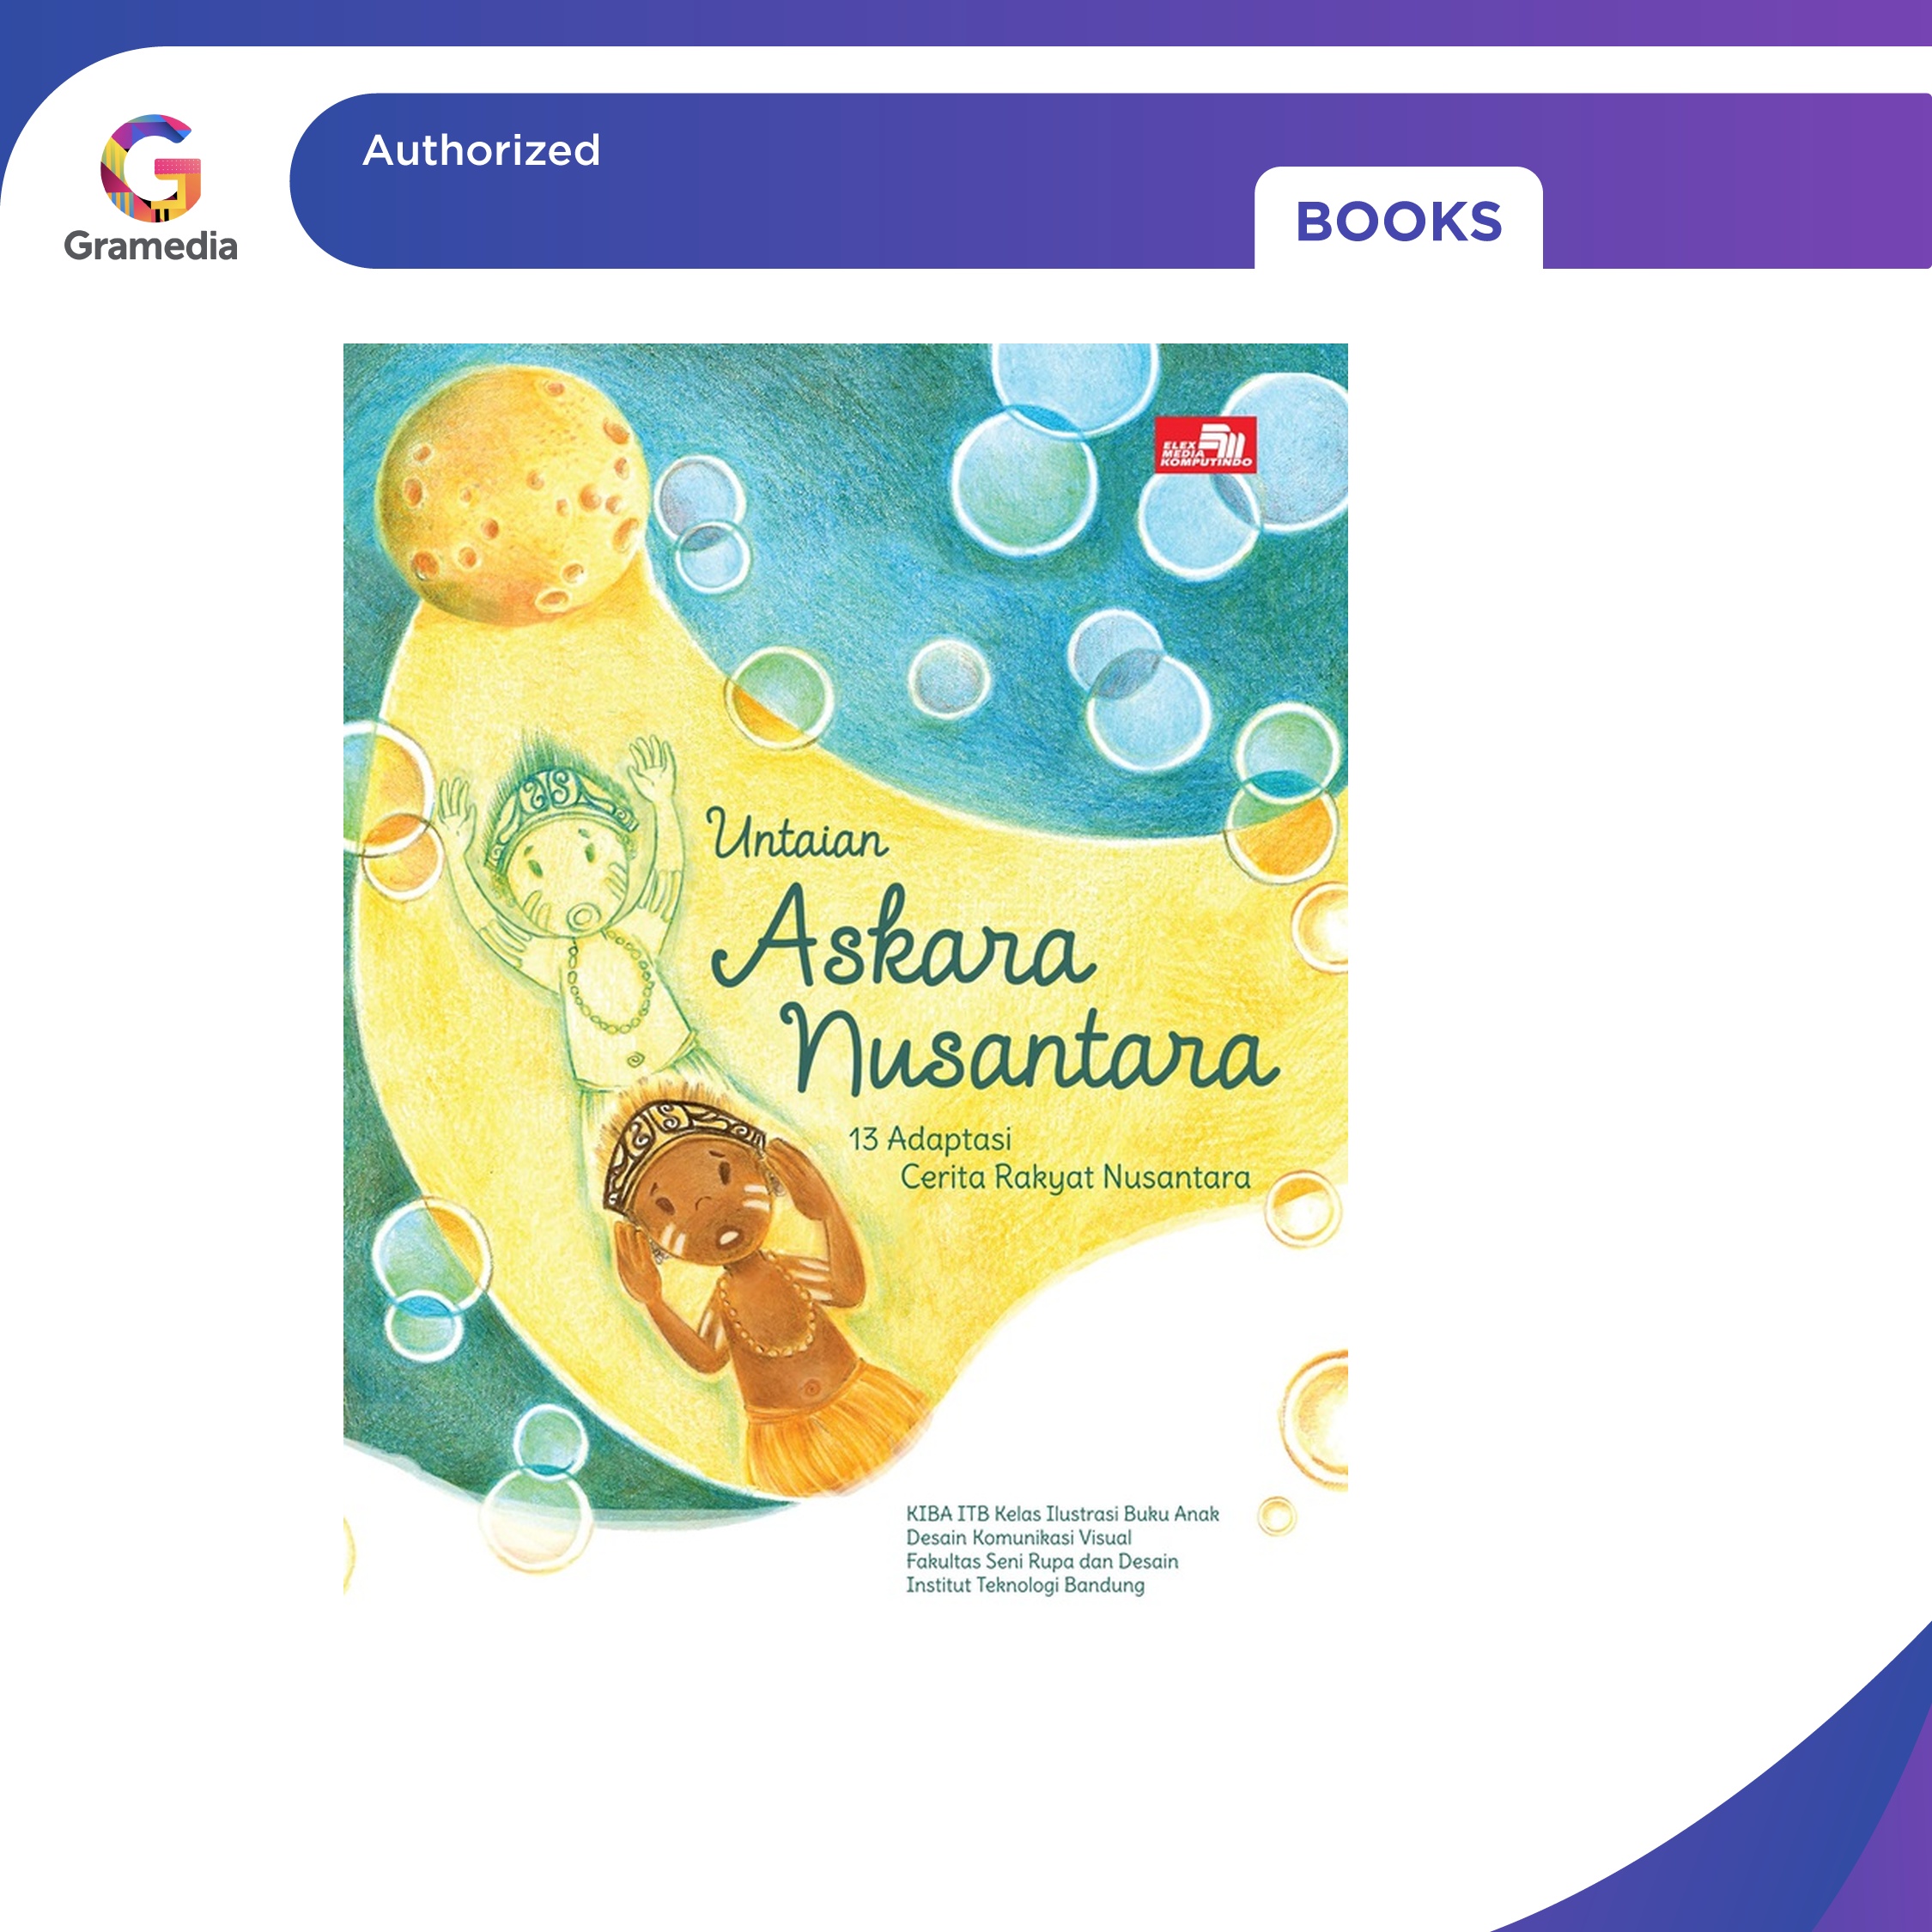 Gramedia
Authorized
BOOKS
ELEX
MEDIA
KOMPUTINDO
Untaian
Askara
Nusantara
13 Adaptasi
Cerita Rakyat Nusantara
KIBA ITB Kelas Ilustrasi Buku Anak
Desain Komunikasi Visual
Fakultas Seni Rupa dan Desain
Institut Teknologi Bandung